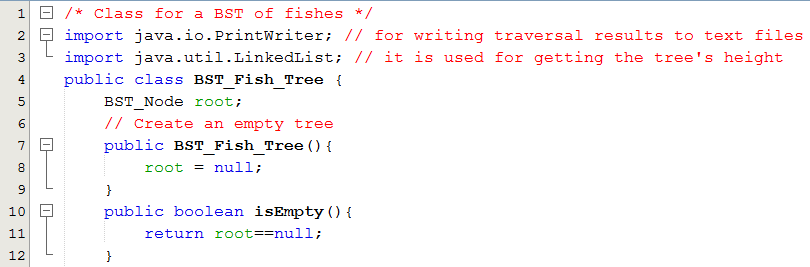 1 /* Class for a BST of fishes */
2 import java.io.PrintWriter; // for writing traversal results to text files
3 import java.util.LinkedList; // it is used for getting the tree's height
4 public class BST_Fish_Tree {
5     BST_Node root;
6     // Create an empty tree
7     public BST_Fish_Tree(){
8         root = null;
9     }
10     public boolean isEmpty(){
11         return root==null;
12     }